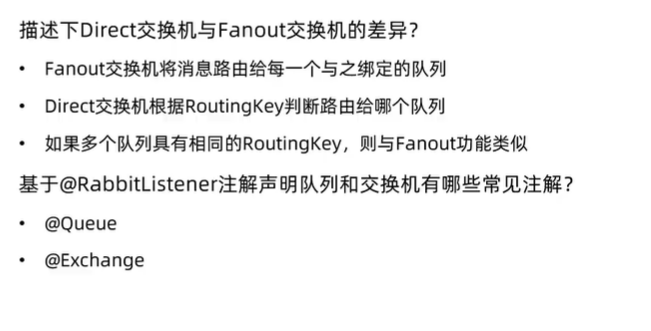 描述下Direct交换机与Fanout交换机的差异？
• Fanout交换机将消息路由给每一个与之绑定的队列
• Direct交换机根据RoutingKey判断路由给哪个队列
• 如果多个队列具有相同的RoutingKey，则与Fanout功能类似
基于@RabbitListener注解声明队列和交换机有哪些常见注解？
• @Queue
• @Exchange